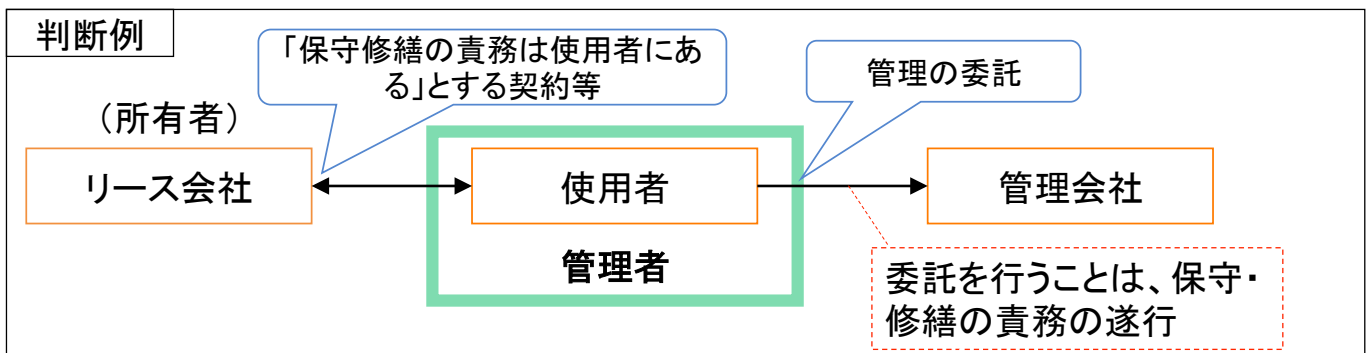 判断例
「保守修繕の責務は使用者にあ
る」とする契約等
管理の委託
（所有者）
リース会社
使用者
管理会社
管理者
委託を行うことは、保守・
修繕の責務の遂行